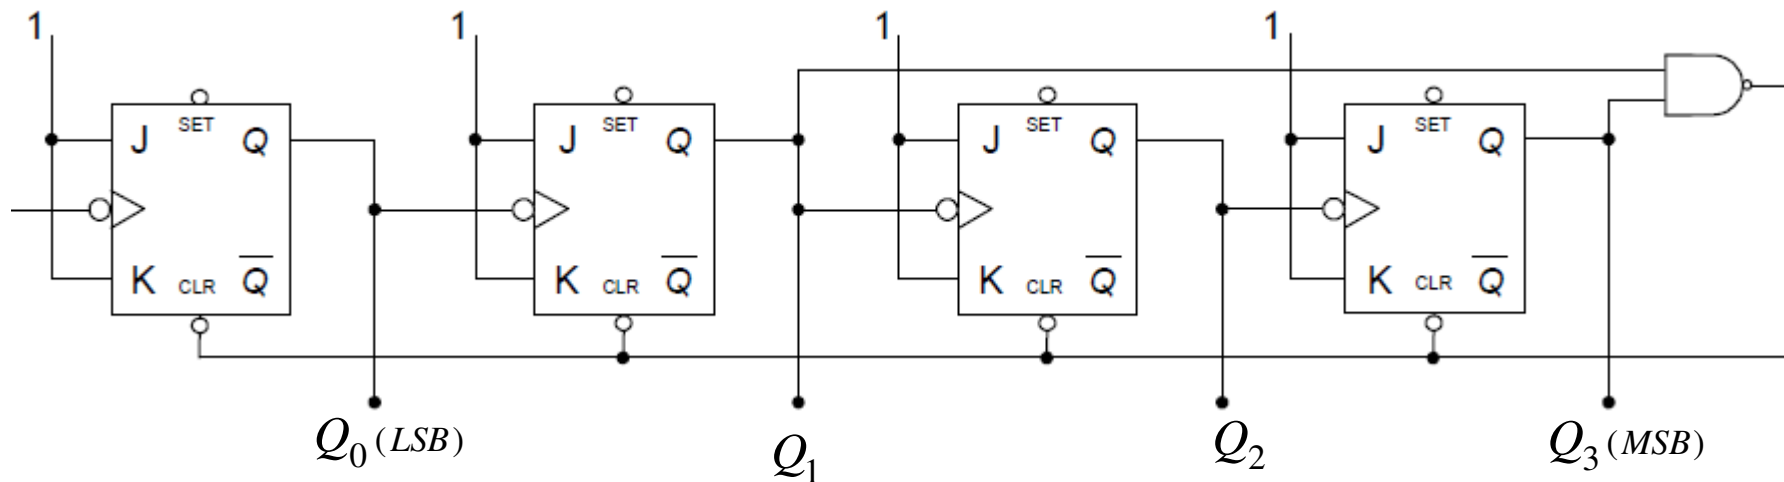 1 1 1 1
SET SET SET SET
J Q J Q J Q J Q
K CLR Q̅ K CLR Q̅ K CLR Q̅ K CLR Q̅
Q₀ (LSB) Q₁ Q₂ Q₃ (MSB)